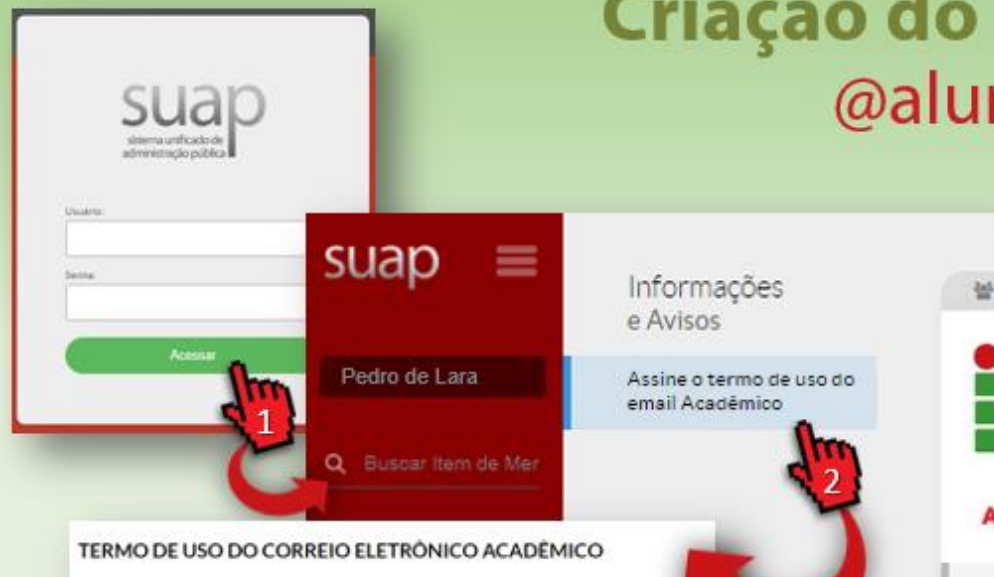 Criação do
@alu
suap
sistema unificado de
administração pública
Usuário:
Senha:
Acessar
1
suap
Pedro de Lara
Buscar Item de Mer
Informações
e Avisos
Assine o termo de uso do
email Acadêmico
2
A
TERMO DE USO DO CORREIO ELETRÔNICO ACADÊMICO